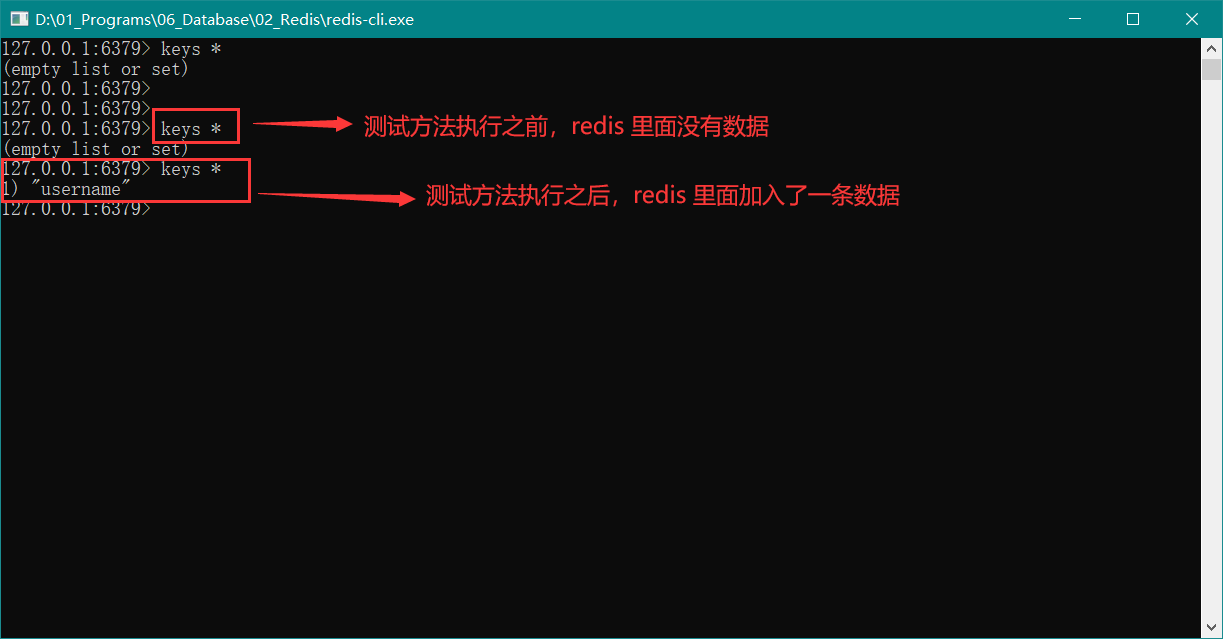 D:\01_Programs\06_Database\02_Redis\redis-cli.exe
127.0.0.1:6379> keys *
(empty list or set)
127.0.0.1:6379>
127.0.0.1:6379>
127.0.0.1:6379> keys *
测试方法执行之前，redis 里面没有数据
(empty list or set)
127.0.0.1:6379> keys *
1) "username"
测试方法执行之后，redis 里面加入了一条数据
127.0.0.1:6379>